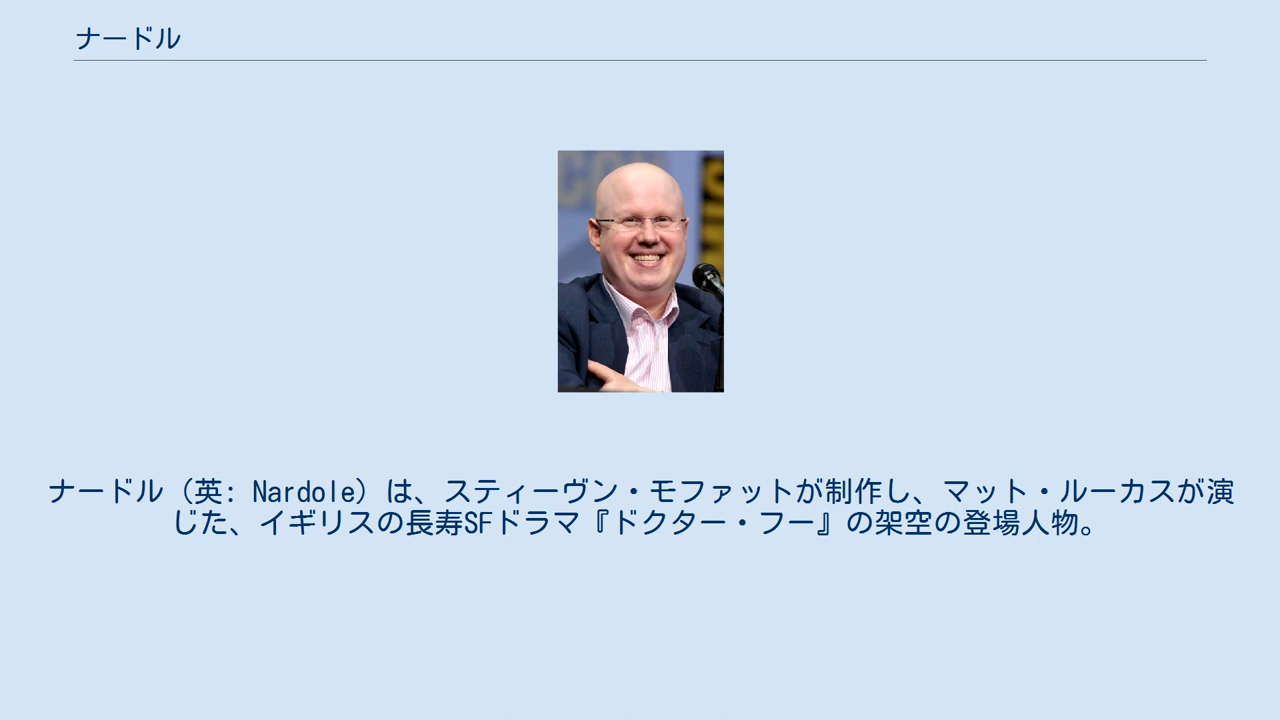 ナードル
ナードル（英: Nardole）は、スティーヴン・モファットが制作し、マット・ルーカスが演
じた、イギリスの長寿SFドラマ『ドクター・フー』の架空の登場人物。